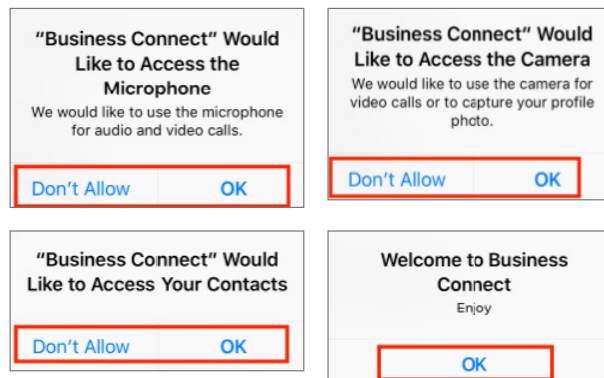 “Business Connect” Would
Like to Access the
Microphone
We would like to use the microphone
for audio and video calls.
Don’t Allow OK
“Business Connect” Would
Like to Access the Camera
We would like to use the camera for
video calls or to capture your profile
photo.
Don’t Allow OK
“Business Connect” Would
Like to Access Your Contacts
Don’t Allow OK
Welcome to Business
Connect
Enjoy
OK